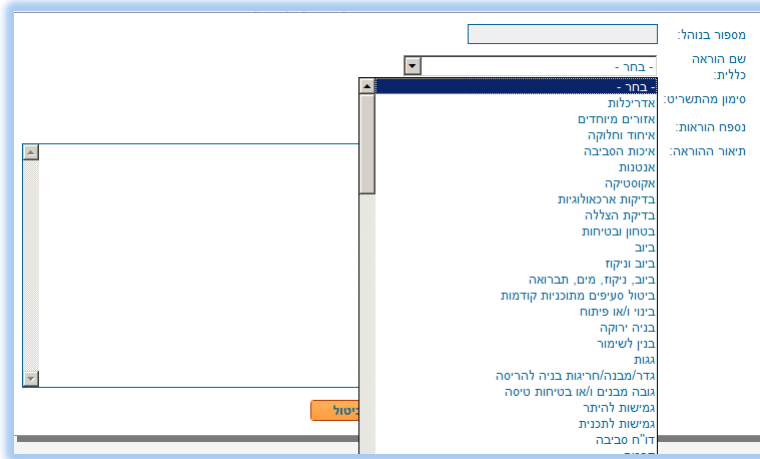 מספור בנוהל:
שם הוראה
כללית:
- בחר -
סימון מהתשריט:
נספח הוראות:
תיאור ההוראה:
- בחר -
אדריכלות
אזורים מיוחדים
איחוד וחלוקה
איכות הסביבה
אנטנות
אקוסטיקה
בדיקות ארכאולוגיות
בדיקת הצללה
בטחון ובטיחות
ביוב
ביוב וניקוז
ביוב, ניקוז, מים, תברואה
ביטול סעיפים מתוכניות קודמות
בינוי ו/או פיתוח
בניה ירוקה
בנין לשימור
גגות
גדר/מבנה/חריגות בניה להריסה
גובה מבנים ו/או בטיחות טיסה
גמישות להיתר
גמישות לתכנית
דו"ח סביבה
ביטול